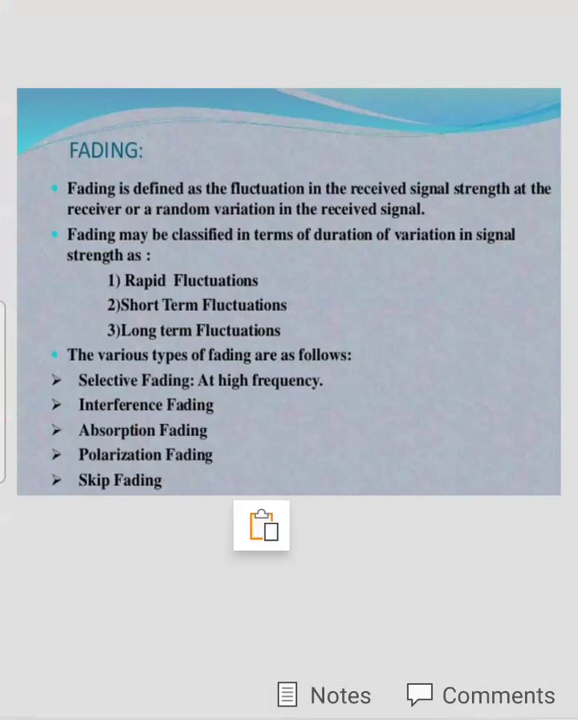 FADING:
Fading is defined as the fluctuation in the received signal strength at the
receiver or a random variation in the received signal.
Fading may be classified in terms of duration of variation in signal
strength as :
1) Rapid Fluctuations
2)Short Term Fluctuations
3)Long term Fluctuations
The various types of fading are as follows:
Selective Fading: At high frequency.
Interference Fading
Absorption Fading
Polarization Fading
Skip Fading
Notes
Comments